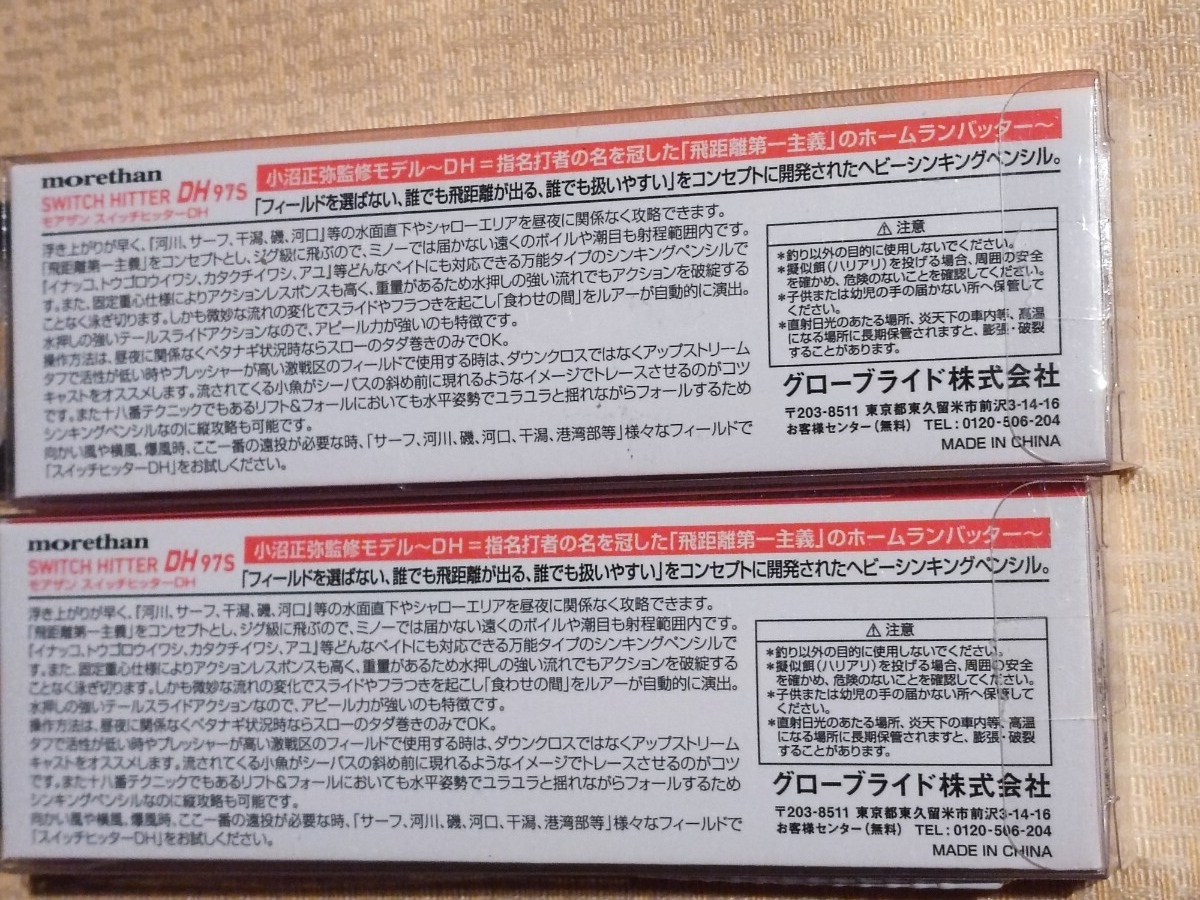 morethan
SWITCH HITTER DH 97S
モアザン スイッチヒッターDH
小沼正弥監修モデル～DH＝指名打者の名を冠した「飛距離第一主義」のホームランバッター～
「フィールドを選ばない、誰でも飛距離が出る、誰でも扱いやすい」をコンセプトに開発されたヘビーシンキングペンシル。
浮き上がりが早く、「河川、サーフ、干潟、磯、河口」等の水面直下やシャローエリアを昼夜に関係なく攻略できます。
「飛距離第一主義」をコンセプトとし、ジグ級に飛ぶので、ミノーでは届かない遠くのボイルや潮目も射程範囲内です。
「イナッコ、トウゴロウイワシ、カタクチイワシ、アユ」等どんなベイトにも対応できる万能タイプのシンキングペンシルで
す。また、固定重心仕様によりアクションレスポンスも高く、重量があるため水押しの強い流れでもアクションを破綻する
ことなく泳ぎ切ります。しかも微妙な流れの変化でスライドやフラつきを起こし「食わせの間」をルアーが自動的に演出。
水押しの強いテールスライドアクションなので、アピール力が強いのも特徴です。
操作方法は、昼夜に関係なくベタナギ状況時ならスローのタダ巻きのみでOK。
タフで活性が低い時やプレッシャーが高い激戦区のフィールドで使用する時は、ダウンクロスではなくアップストリーム
キャストをオススメします。流されてくる小魚がシーバスの斜め前に現れるようなイメージでトレースさせるのがコツ
です。また十八番テクニックでもあるリフト&フォールにおいても水平姿勢でユラユラと揺れながらフォールするため
シンキングペンシルなのに縦攻略も可能です。
向かい風や横風、爆風時、ここ一番の遠投が必要な時、「サーフ、河川、磯、河口、干潟、港湾部等」様々なフィールドで
「スイッチヒッターDH」をお試しください。
⚠ 注意
＊釣り以外の目的に使用しないでください。
＊擬似餌(ハリアリ)を投げる場合、周囲の安全
を確かめ、危険のないことを確認してください。
＊子供または幼児の手の届かない所へ保管して
ください。
＊直射日光のあたる場所、炎天下の車内等、高温
になる場所に長期保管されますと、膨張・破裂
することがあります。
グローブライド株式会社
〒203-8511 東京都東久留米市前沢3-14-16
お客様センター(無料) TEL:0120-506-204
MADE IN CHINA
morethan
SWITCH HITTER DH 97S
モアザン スイッチヒッターDH
小沼正弥監修モデル～DH＝指名打者の名を冠した「飛距離第一主義」のホームランバッター～
「フィールドを選ばない、誰でも飛距離が出る、誰でも扱いやすい」をコンセプトに開発されたヘビーシンキングペンシル。
浮き上がりが早く、「河川、サーフ、干潟、磯、河口」等の水面直下やシャローエリアを昼夜に関係なく攻略できます。
「飛距離第一主義」をコンセプトとし、ジグ級に飛ぶので、ミノーでは届かない遠くのボイルや潮目も射程範囲内です。
「イナッコ、トウゴロウイワシ、カタクチイワシ、アユ」等どんなベイトにも対応できる万能タイプのシンキングペンシルで
す。また、固定重心仕様によりアクションレスポンスも高く、重量があるため水押しの強い流れでもアクションを破綻する
ことなく泳ぎ切ります。しかも微妙な流れの変化でスライドやフラつきを起こし「食わせの間」をルアーが自動的に演出。
水押しの強いテールスライドアクションなので、アピール力が強いのも特徴です。
操作方法は、昼夜に関係なくベタナギ状況時ならスローのタダ巻きのみでOK。
タフで活性が低い時やプレッシャーが高い激戦区のフィールドで使用する時は、ダウンクロスではなくアップストリーム
キャストをオススメします。流されてくる小魚がシーバスの斜め前に現れるようなイメージでトレースさせるのがコツ
です。また十八番テクニックでもあるリフト&フォールにおいても水平姿勢でユラユラと揺れながらフォールするため
シンキングペンシルなのに縦攻略も可能です。
向かい風や横風、爆風時、ここ一番の遠投が必要な時、「サーフ、河川、磯、河口、干潟、港湾部等」様々なフィールドで
「スイッチヒッターDH」をお試しください。
⚠ 注意
＊釣り以外の目的に使用しないでください。
＊擬似餌(ハリアリ)を投げる場合、周囲の安全
を確かめ、危険のないことを確認してください。
＊子供または幼児の手の届かない所へ保管して
ください。
＊直射日光のあたる場所、炎天下の車内等、高温
になる場所に長期保管されますと、膨張・破裂
することがあります。
グローブライド株式会社
〒203-8511 東京都東久留米市前沢3-14-16
お客様センター(無料) TEL:0120-506-204
MADE IN CHINA